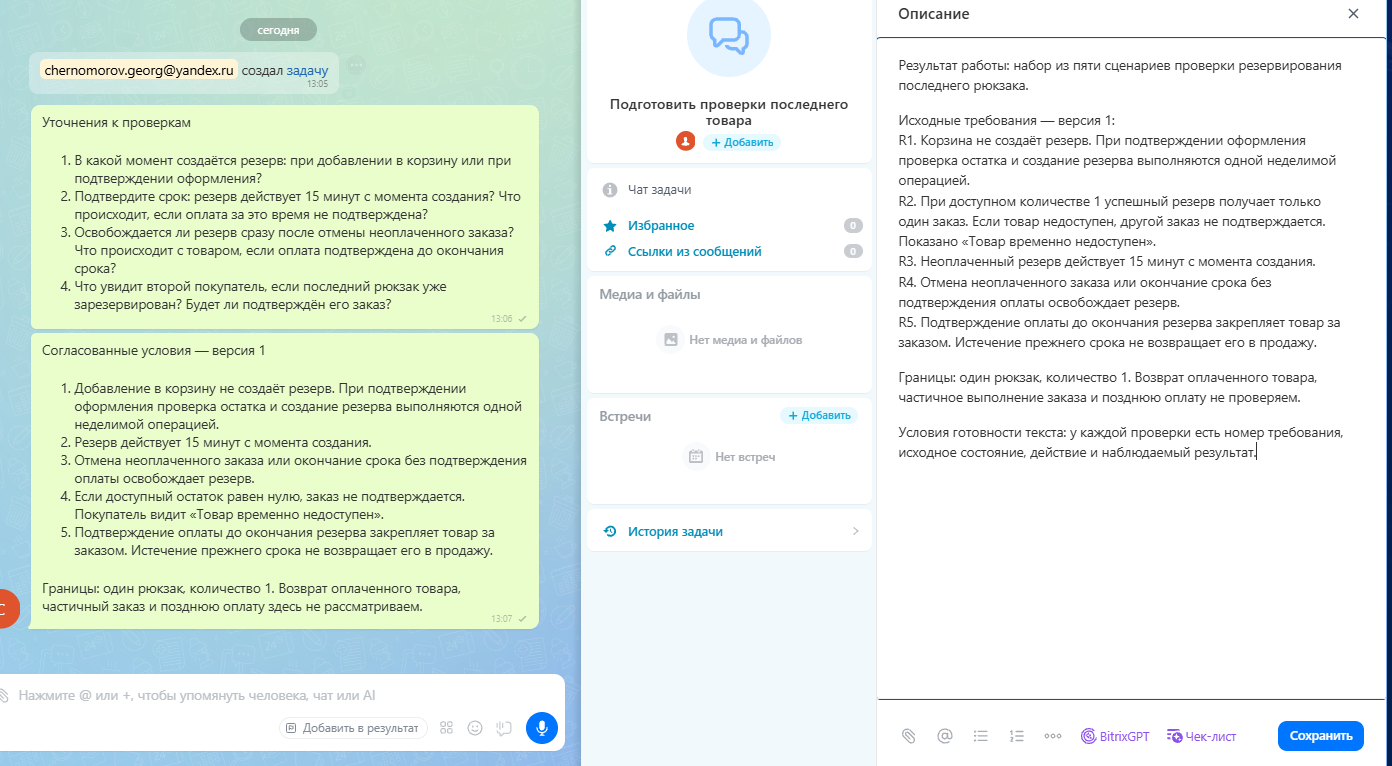 сегодня
chernomorov.georg@yandex.ru создал задачу
13:05
Уточнения к проверкам
1. В какой момент создаётся резерв: при добавлении в корзину или при
подтверждении оформления?
2. Подтвердите срок: резерв действует 15 минут с момента создания? Что
происходит, если оплата за это время не подтверждена?
3. Освобождается ли резерв сразу после отмены неоплаченного заказа?
Что происходит с товаром, если оплата подтверждена до окончания
срока?
4. Что увидит второй покупатель, если последний рюкзак уже
зарезервирован? Будет ли подтверждён его заказ?
13:06
Согласованные условия — версия 1
1. Добавление в корзину не создаёт резерв. При подтверждении
оформления проверка остатка и создание резерва выполняются одной
неделимой операцией.
2. Резерв действует 15 минут с момента создания.
3. Отмена неоплаченного заказа или окончание срока без подтверждения
оплаты освобождает резерв.
4. Если доступный остаток равен нулю, заказ не подтверждается.
Покупатель видит «Товар временно недоступен».
5. Подтверждение оплаты до окончания резерва закрепляет товар за
заказом. Истечение прежнего срока не возвращает его в продажу.
Границы: один рюкзак, количество 1. Возврат оплаченного товара,
частичный заказ и позднюю оплату здесь не рассматриваем.
13:07
С
Нажмите @ или +, чтобы упомянуть человека, чат или AI
Добавить в результат
Подготовить проверки последнего
товара
+ Добавить
Чат задачи
Избранное
0
Ссылки из сообщений
0
Медиа и файлы
Нет медиа и файлов
Встречи
+ Добавить
Нет встреч
История задачи
Описание
Результат работы: набор из пяти сценариев проверки резервирования
последнего рюкзака.
Исходные требования — версия 1:
R1. Корзина не создаёт резерв. При подтверждении оформления
проверка остатка и создание резерва выполняются одной неделимой
операцией.
R2. При доступном количестве 1 успешный резерв получает только
один заказ. Если товар недоступен, другой заказ не подтверждается.
Показано «Товар временно недоступен».
R3. Неоплаченный резерв действует 15 минут с момента создания.
R4. Отмена неоплаченного заказа или окончание срока без
подтверждения оплаты освобождает резерв.
R5. Подтверждение оплаты до окончания резерва закрепляет товар за
заказом. Истечение прежнего срока не возвращает его в продажу.
Границы: один рюкзак, количество 1. Возврат оплаченного товара,
частичное выполнение заказа и позднюю оплату не проверяем.
Условия готовности текста: у каждой проверки есть номер требования,
исходное состояние, действие и наблюдаемый результат.
BitrixGPT
Чек-лист
Сохранить